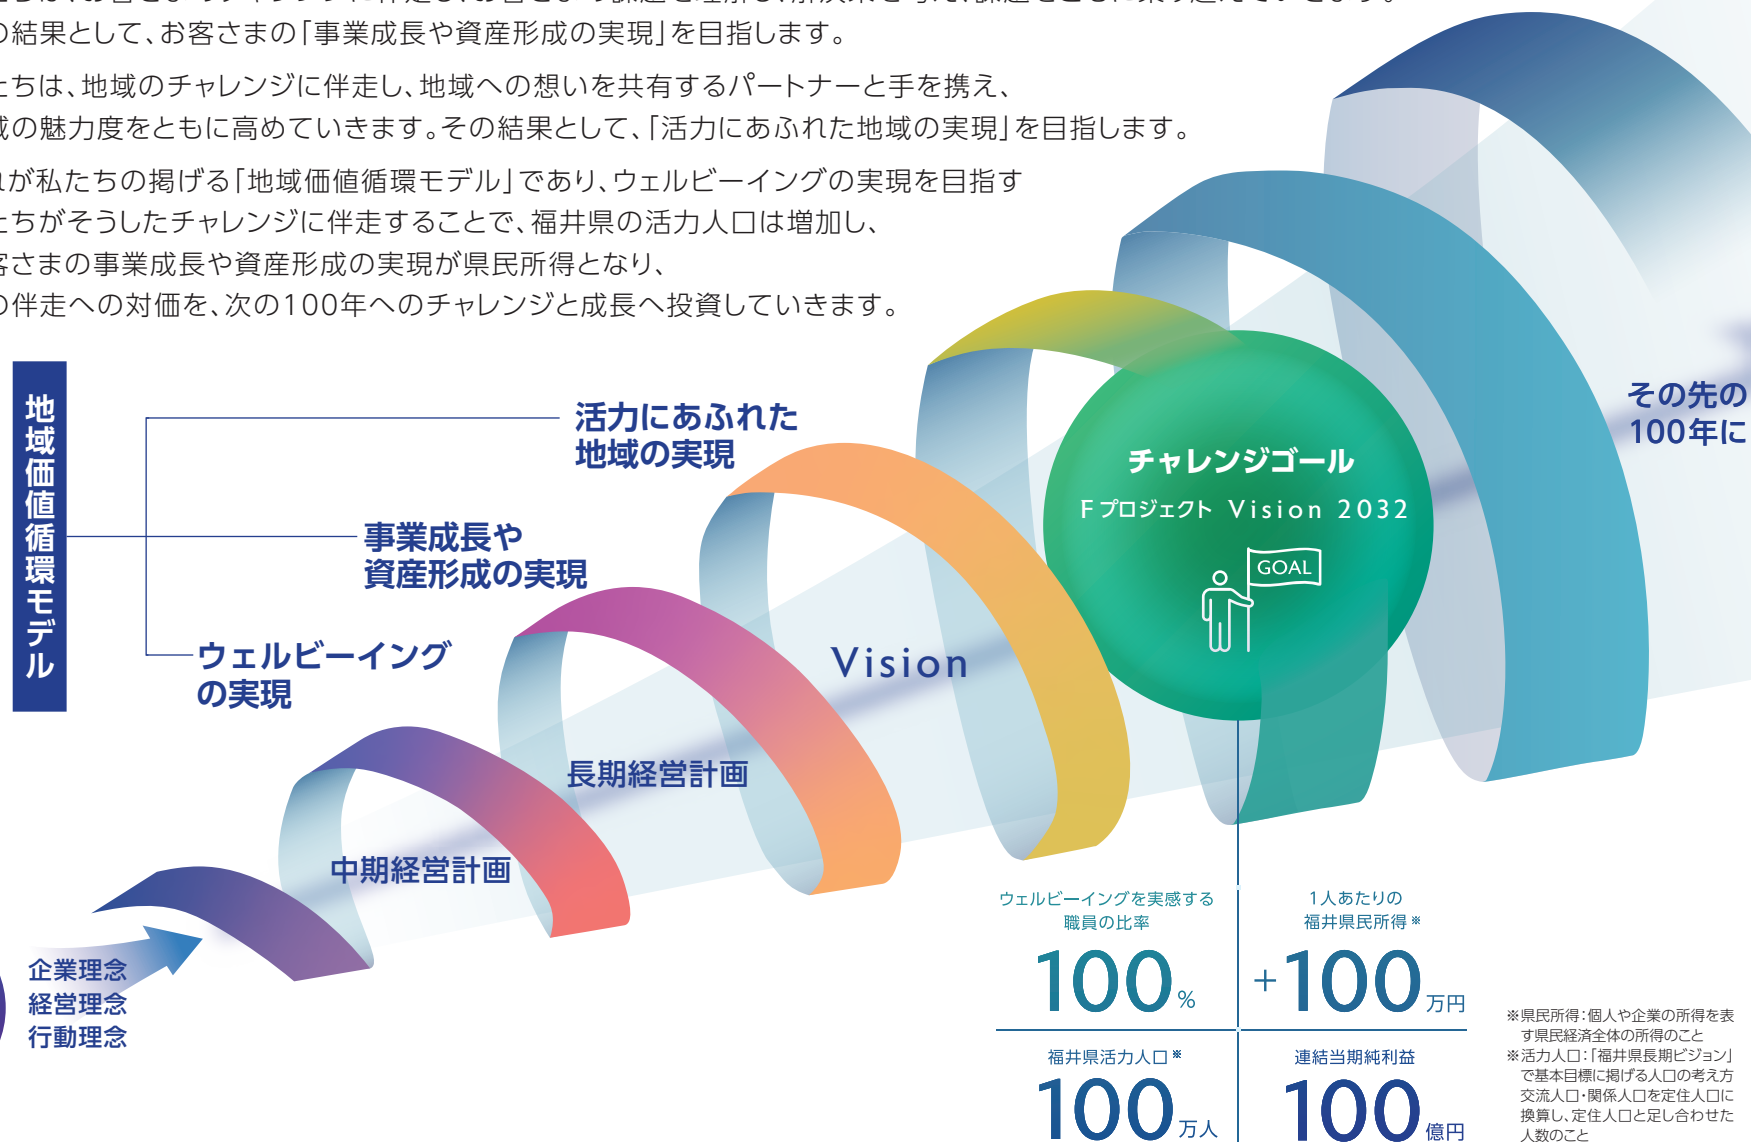 の結果として、お客さまの「事業成長や資産形成の実現」を目指します。
たちは、地域のチャレンジに伴走し、地域への想いを共有するパートナーと手を携え、
域の魅力度をともに高めていきます。その結果として、「活力にあふれた地域の実現」を目指します。
れが私たちの掲げる「地域価値循環モデル」であり、ウェルビーイングの実現を目指す
たちがそうしたチャレンジに伴走することで、福井県の活力人口は増加し、
客さまの事業成長や資産形成の実現が県民所得となり、
の伴走への対価を、次の100年へのチャレンジと成長へ投資していきます。
地域価値循環モデル
活力にあふれた
地域の実現
事業成長や
資産形成の実現
ウェルビーイング
の実現
その先の
100年に
チャレンジゴール
Fプロジェクト Vision 2032
GOAL
Vision
長期経営計画
中期経営計画
企業理念
経営理念
行動理念
ウェルビーイングを実感する
職員の比率
100%
1人あたりの
福井県民所得※
+100万円
福井県活力人口※
100万人
連結当期純利益
100億円
※県民所得:個人や企業の所得を表
す県民経済全体の所得のこと
※活力人口:「福井県長期ビジョン」
で基本目標に掲げる人口の考え方
交流人口・関係人口を定住人口に
換算し、定住人口と足し合わせた
人数のこと